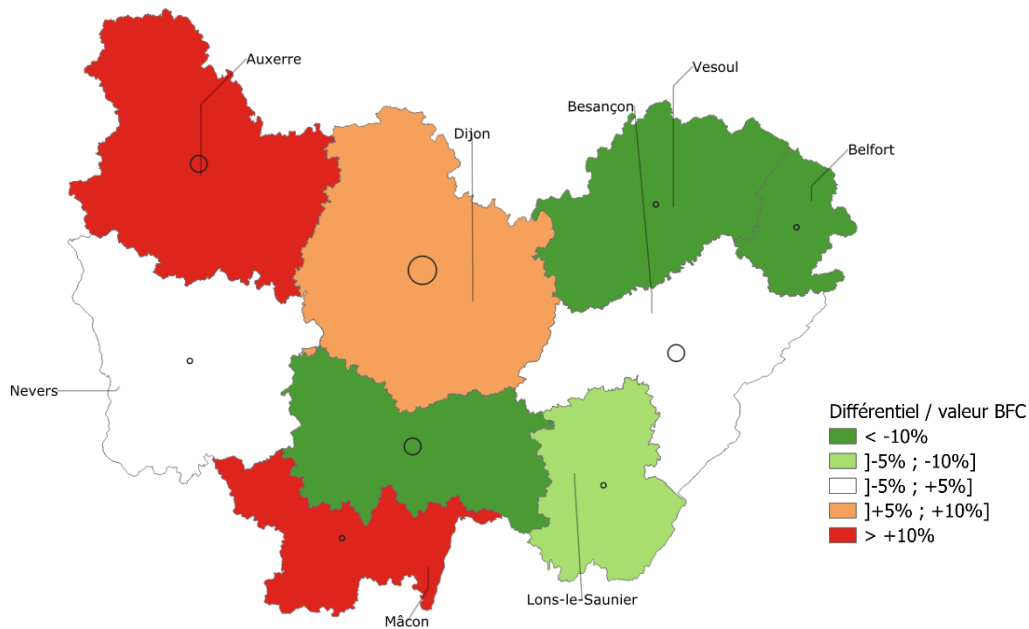 Auxerre
Vesoul
Besançon
Dijon
Belfort
Nevers
Différentiel / valeur BFC
< -10%
]-5% ; -10%]
]-5% ; +5%]
]+5% ; +10%]
> +10%
Lons-le-Saunier
Mâcon